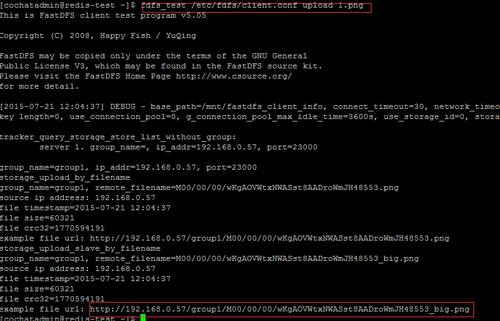 [cochatadmin@redis-test ~]$ fdfs_test /etc/fdfs/client.conf upload 1.png
This is FastDFS client test program v5.05
Copyright (C) 2008, Happy Fish / YuQing
FastDFS may be copied only under the terms of the GNU General
Public License V3, which may be found in the FastDFS source kit.
Please visit the FastDFS Home Page http://www.csource.org/
for more detail.
[2015-07-21 12:04:37] DEBUG - base_path=/mnt/fastdfs_client_info, connect_timeout=30, network_timeo
key length=0, use_connection_pool=0, g_connection_pool_max_idle_time=3600s, use_storage_id=0, stora
tracker_query_storage_store_list_without_group:
server 1. group_name=, ip_addr=192.168.0.57, port=23000
group_name=group1, ip_addr=192.168.0.57, port=23000
storage_upload_by_filename
group_name=group1, remote_filename=M00/00/00/wKgAOVWtxNWASst8AADroWmJH48553.png
source ip address: 192.168.0.57
file timestamp=2015-07-21 12:04:37
file size=60321
file crc32=1770594191
example file url: http://192.168.0.57/group1/M00/00/00/wKgAOVWtxNWASst8AADroWmJH48553.png
storage_upload_slave_by_filename
group_name=group1, remote_filename=M00/00/00/wKgAOVWtxNWASst8AADroWmJH48553_big.png
source ip address: 192.168.0.57
file timestamp=2015-07-21 12:04:37
file size=60321
file crc32=1770594191
example file url: http://192.168.0.57/group1/M00/00/00/wKgAOVWtxNWASst8AADroWmJH48553_big.png
[cochatadmin@redis-test ~]$